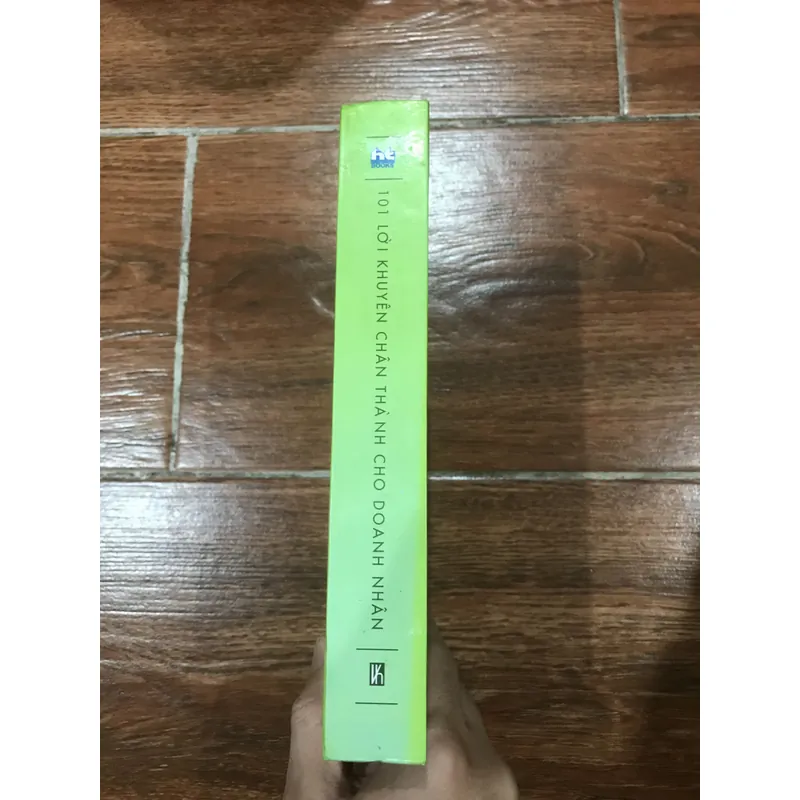 ht
BOOKS
101 LỜI KHUYÊN CHÂN THÀNH CHO DOANH NHÂN